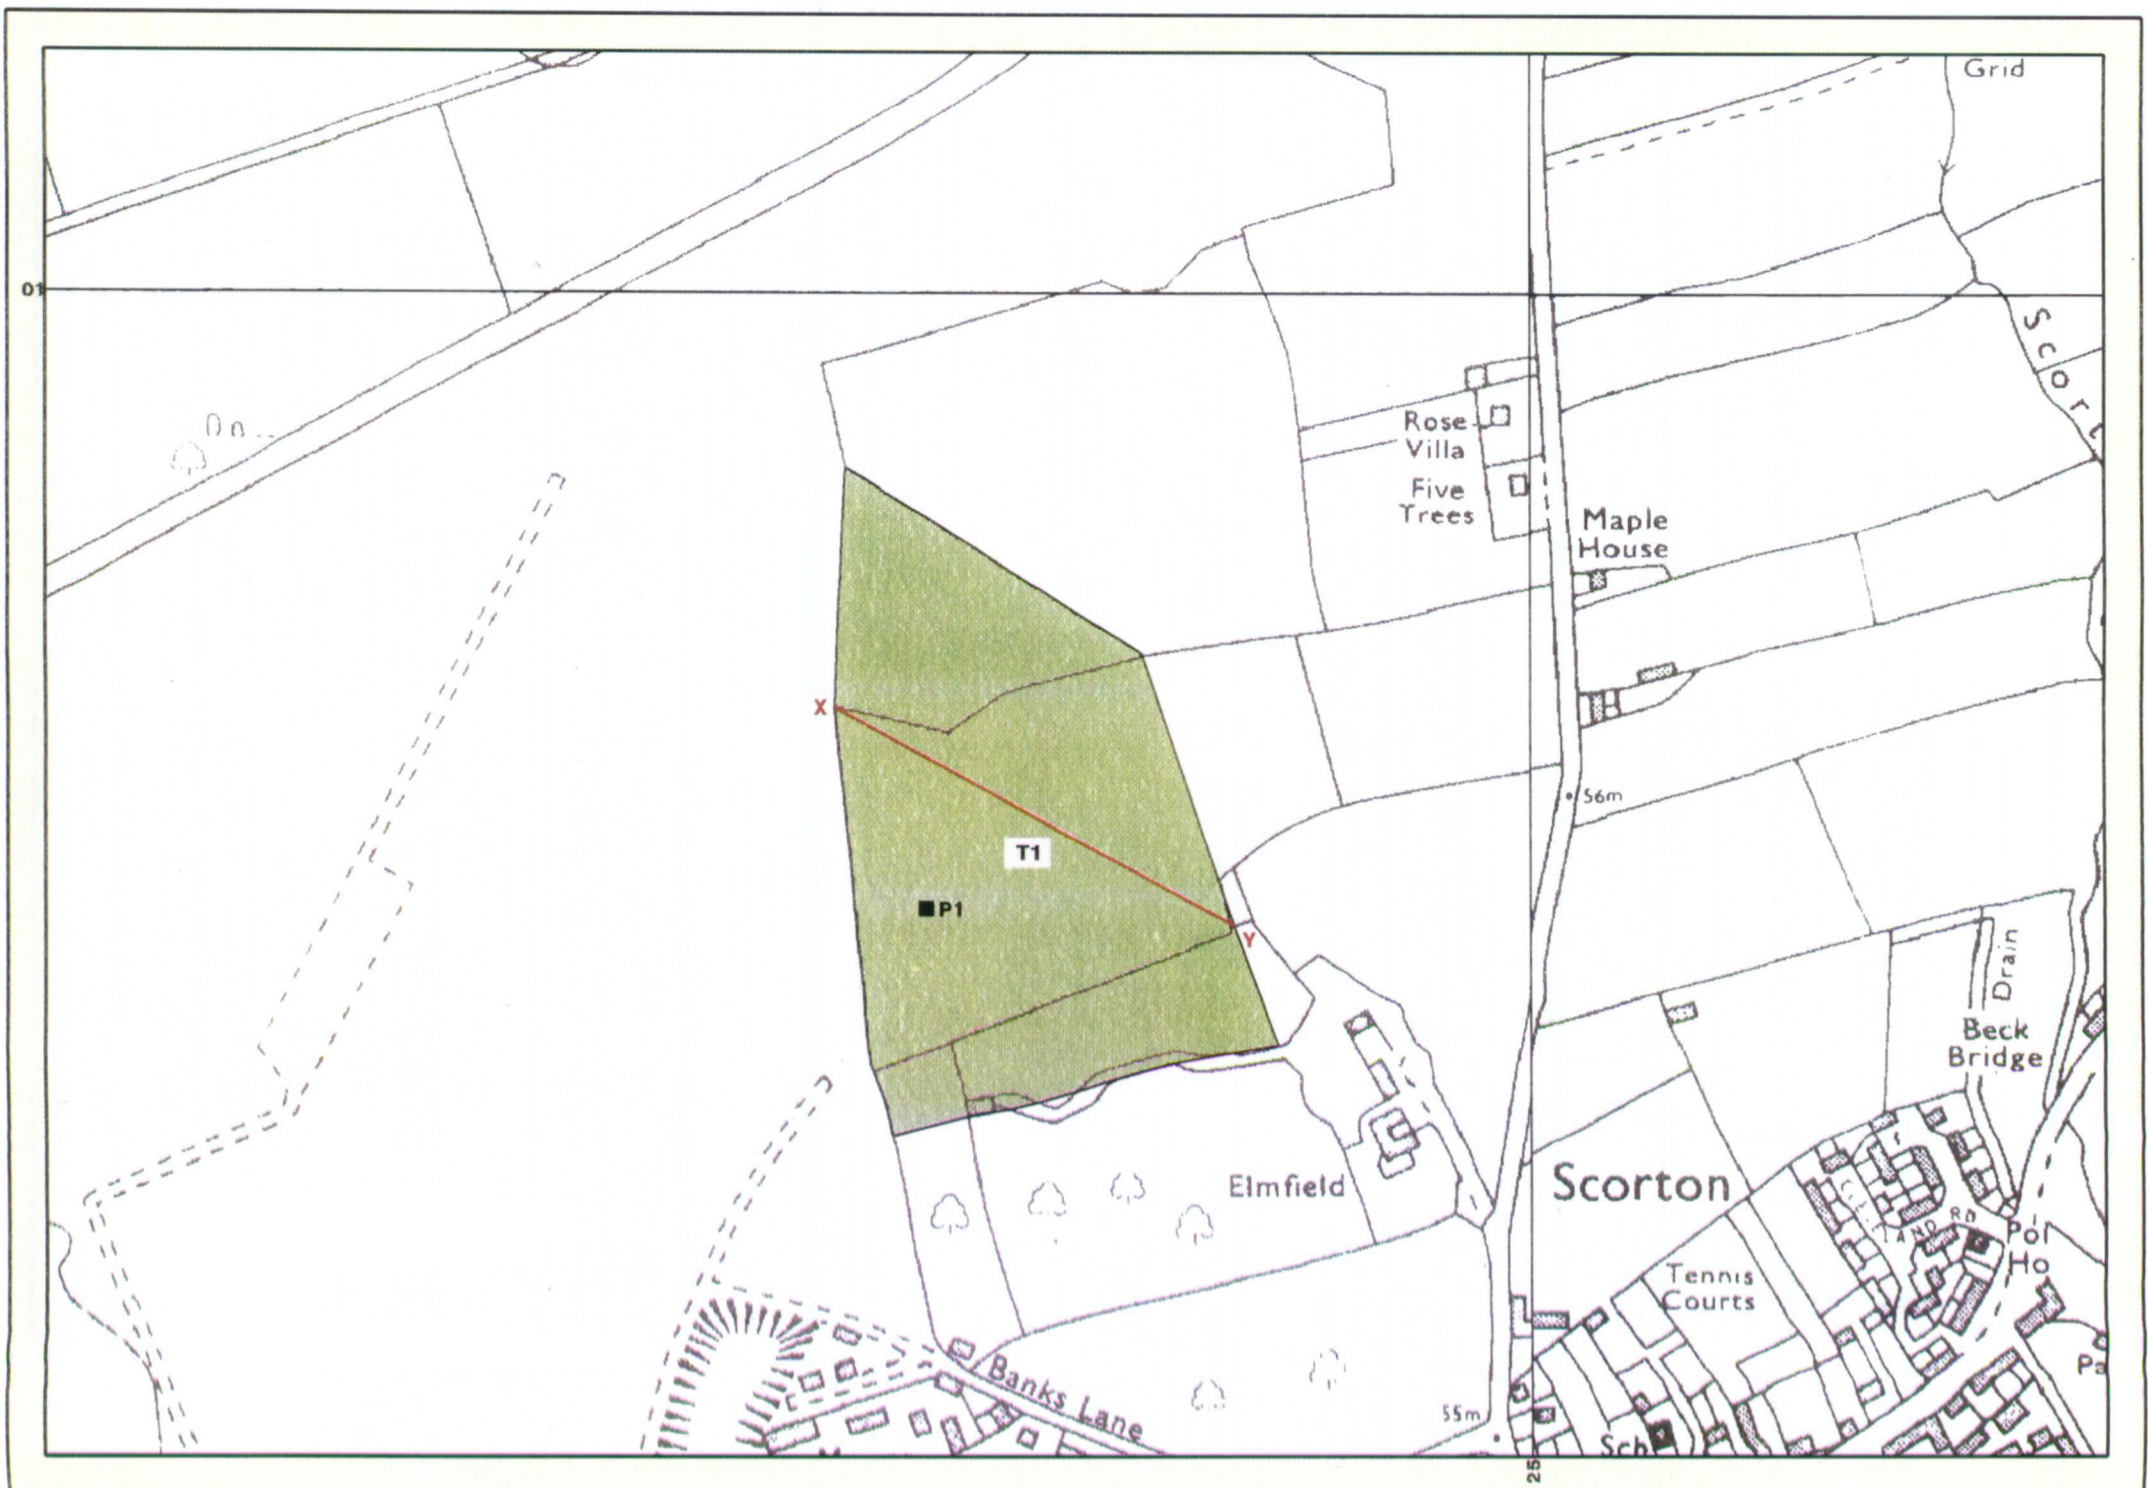 Grid
01
Scort
Rose
Villa
Five
Trees
Maple
House
X
56m
T1
P1
Y
Drain
Beck
Bridge
Elmfield
Scorton
RD
Pol
Ho
Tennis
Courts
Banks Lane
Pa
55m
Sch
25